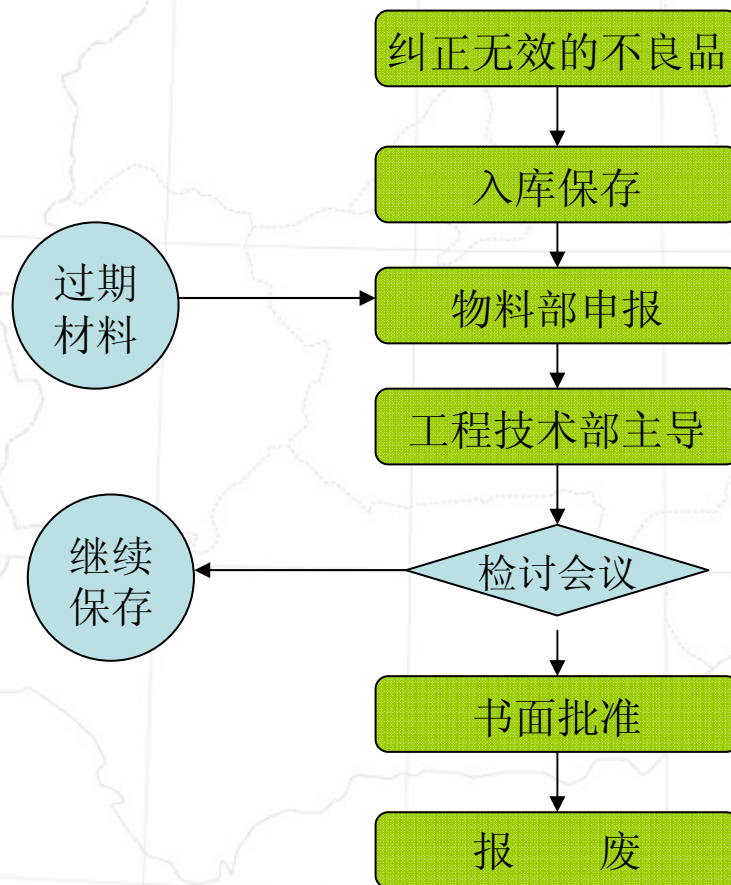 纠正无效的不良品
入库保存
过期
材料
物料部申报
工程技术部主导
继续
保存
检讨会议
书面批准
报 废